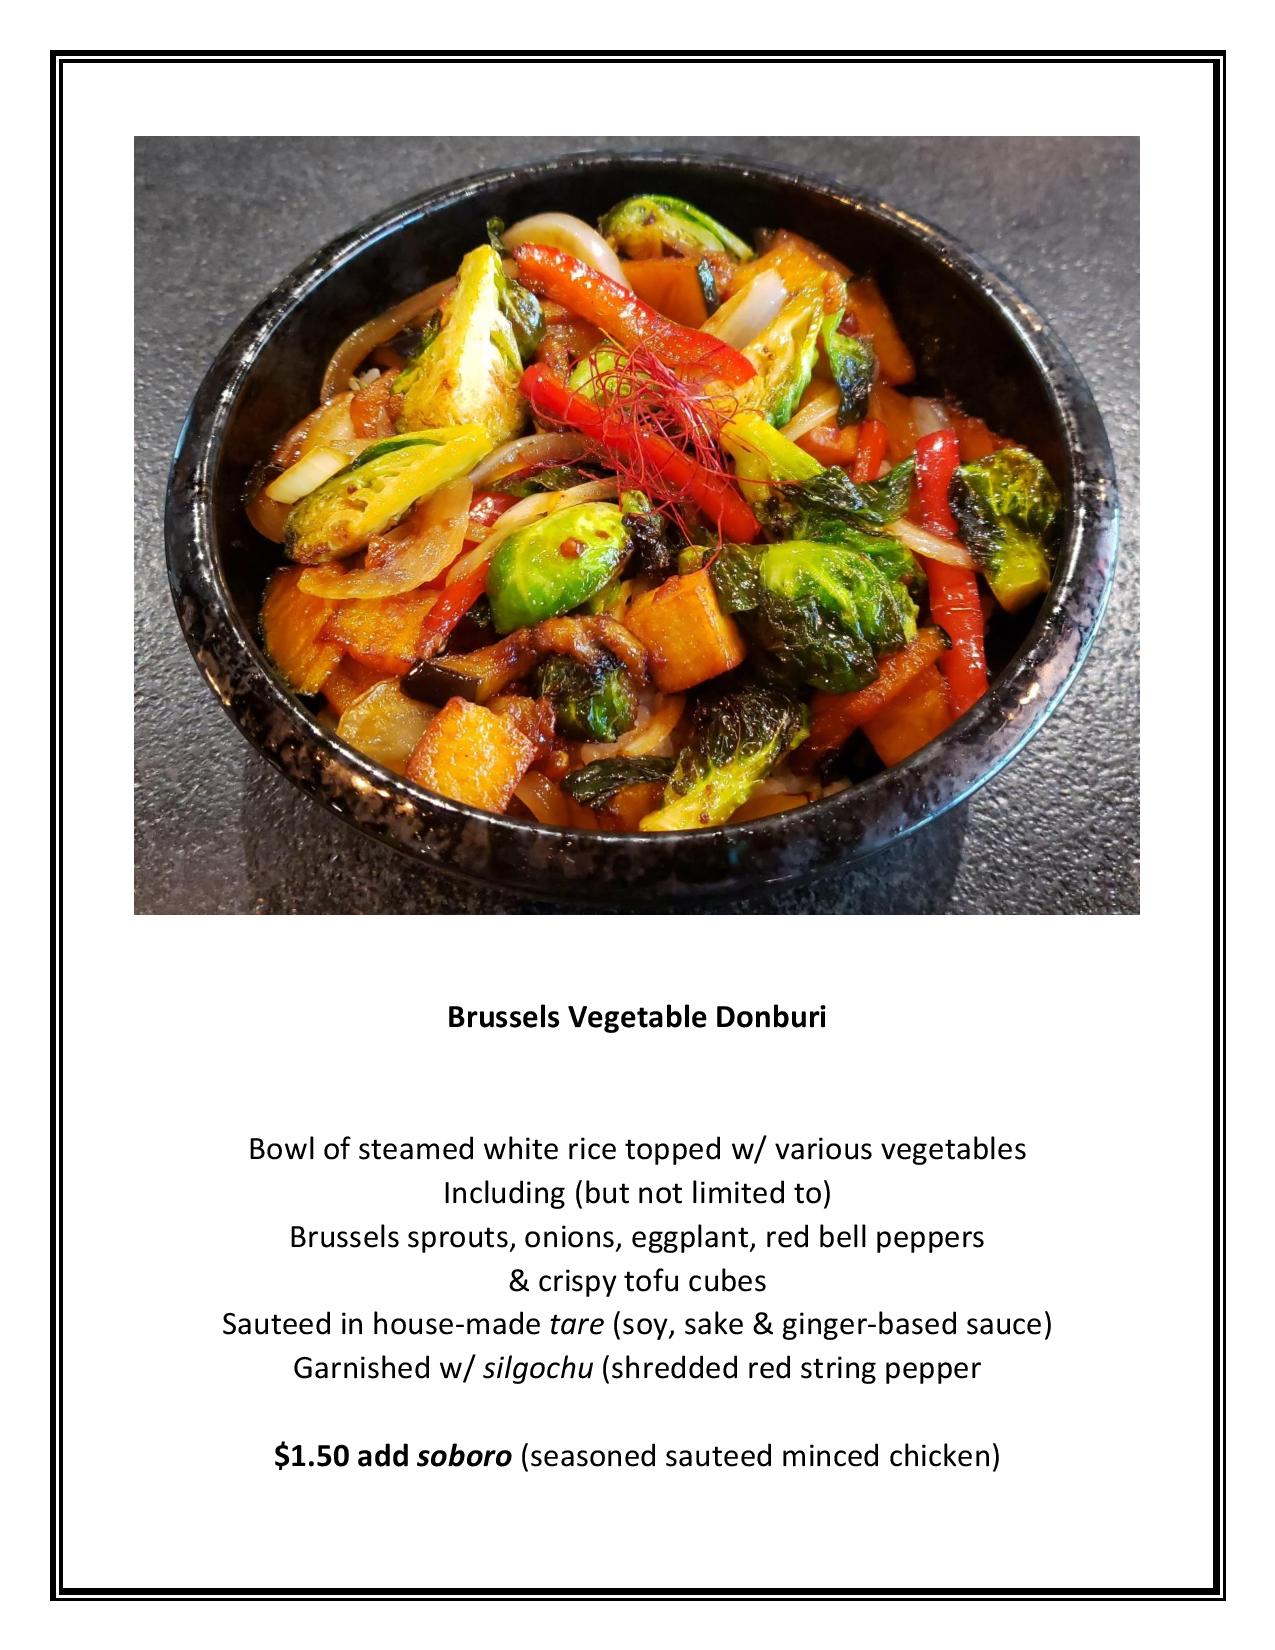 Brussels Vegetable Donburi
Bowl of steamed white rice topped w/ various vegetables
Including (but not limited to)
Brussels sprouts, onions, eggplant, red bell peppers
& crispy tofu cubes
Sauteed in house-made tare (soy, sake & ginger-based sauce)
Garnished w/ silgochu (shredded red string pepper
$1.50 add soboro (seasoned sauteed minced chicken)